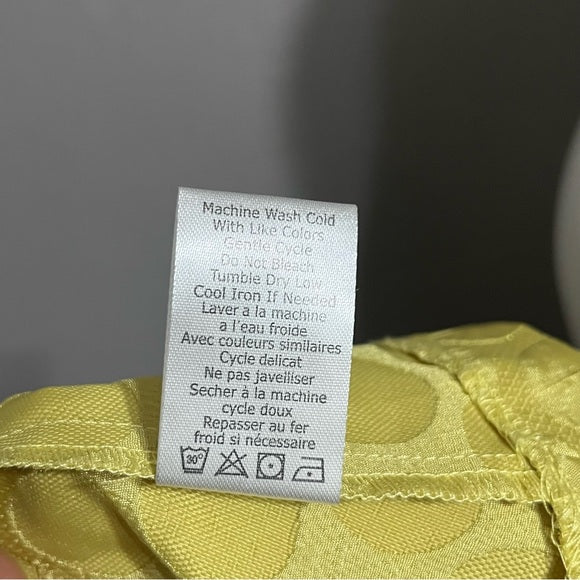 Machine Wash Cold
With Like Colors
Gentle Cycle
Do Not Bleach
Tumble Dry Low
Cool Iron If Needed
Laver a la machine
a l'eau froide
Avec couleurs similaires
Cycle delicat
Ne pas javeiliser
Secher à la machine
cycle doux
Repasser au fer
froid si nécessaire
30°